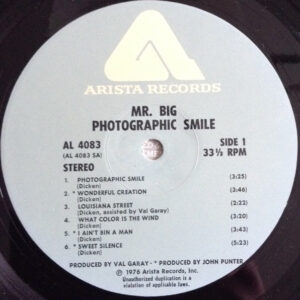 ARISTA RECORDS
MR. BIG
PHOTOGRAPHIC SMILE
AL 4083
(AL 4083 SA)
STEREO
SIDE 1
33⅓ RPM
1. PHOTOGRAPHIC SMILE (3:25)
(Dicken)
2. * WONDERFUL CREATION (3:46)
(Dicken)
3. LOUISIANA STREET (2:22)
(Dicken, assisted by Val Garay)
4. WHAT COLOR IS THE WIND (3:20)
(Dicken)
5. * I AIN'T BIN A MAN (3:43)
(Dicken)
6. * SWEET SILENCE (5:23)
(Dicken)
PRODUCED BY VAL GARAY - * PRODUCED BY JOHN PUNTER
℗ 1976 Arista Records, Inc.
Unauthorized duplication is a
violation of applicable laws.